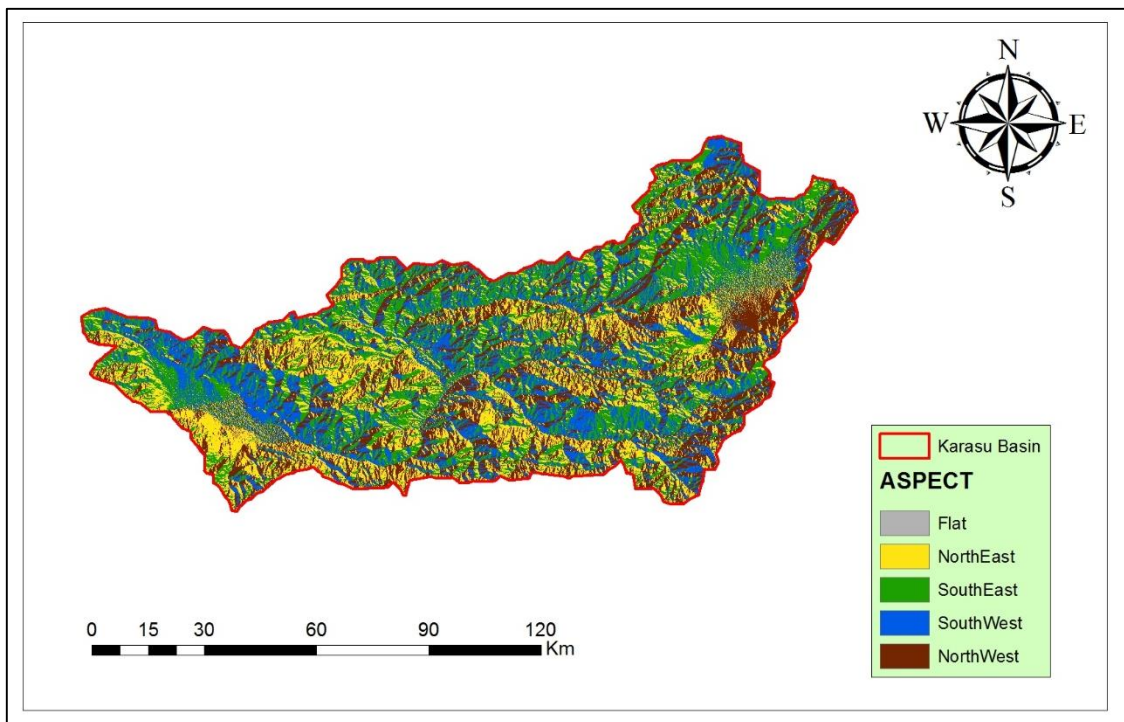 N
W E
S
Karasu Basin
ASPECT
Flat
NorthEast
SouthEast
SouthWest
NorthWest
0 15 30 60 90 120
Km